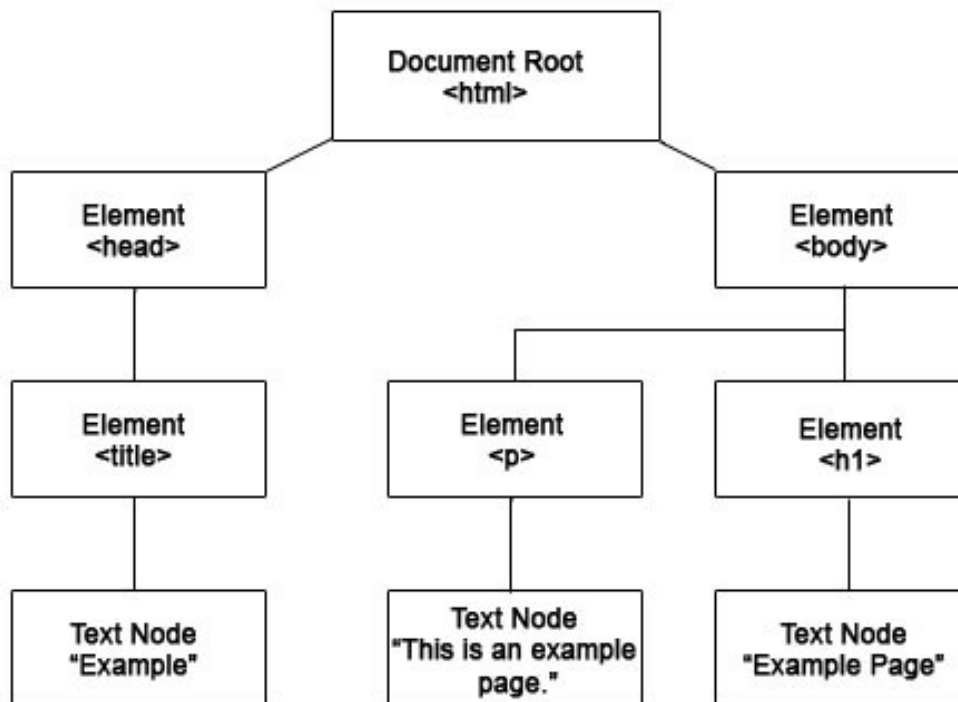 Document Root
<html>
Element
<head>
Element
<body>
Element
<title>
Element
<p>
Element
<h1>
Text Node
“Example”
Text Node
“This is an example
page.”
Text Node
“Example Page”